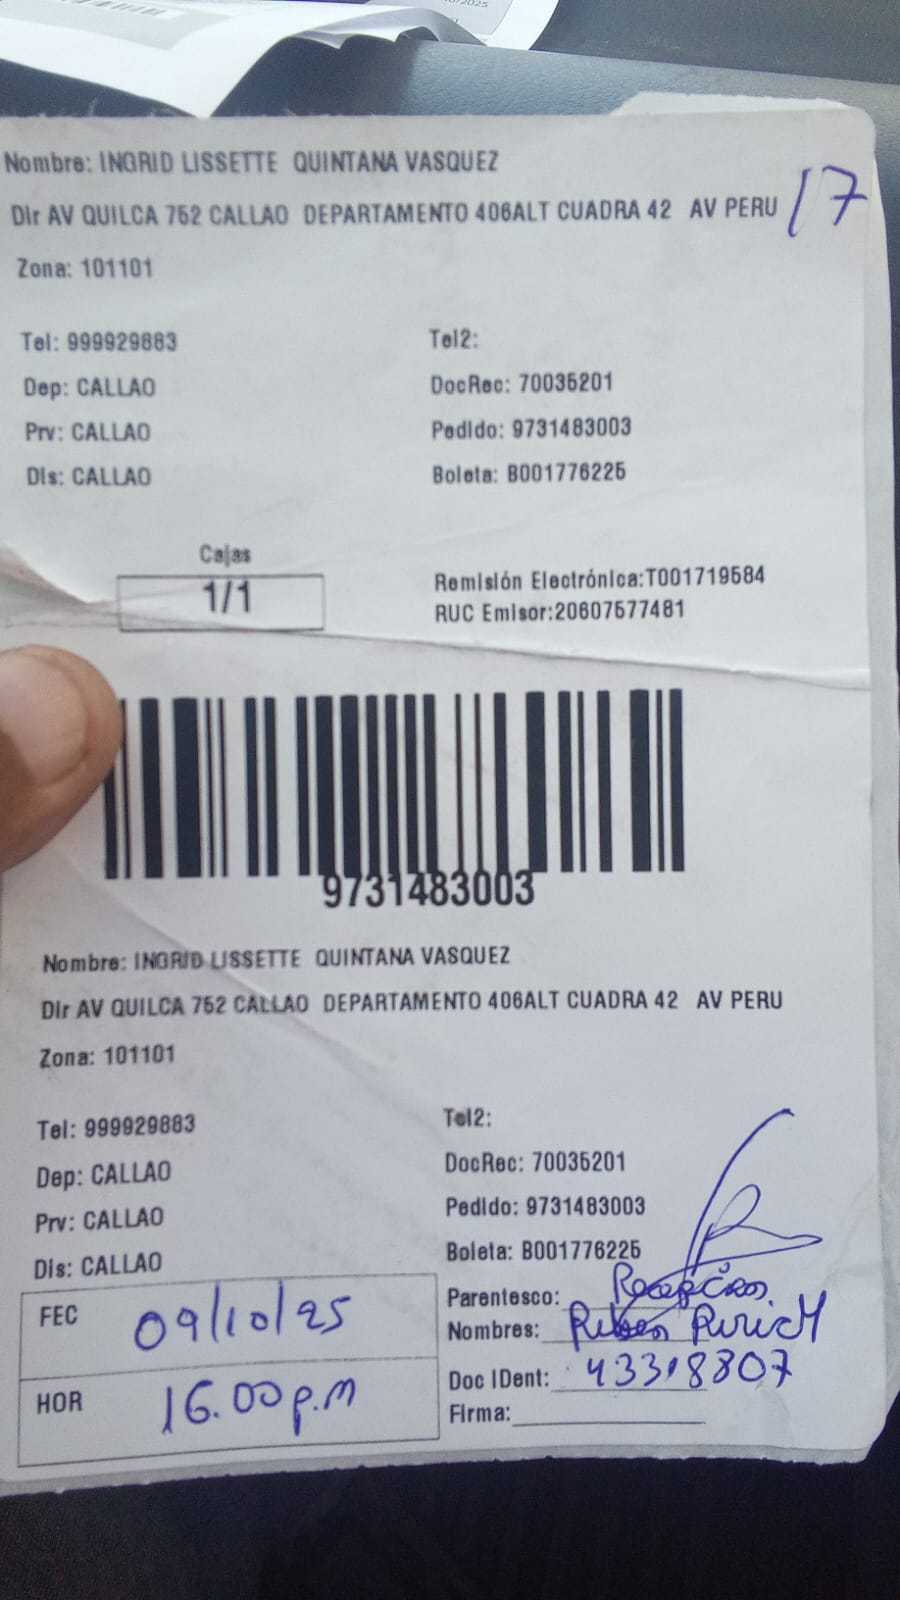 Nombre: INGRID LISSETTE QUINTANA VASQUEZ
Dir AV QUILCA 752 CALLAO DEPARTAMENTO 406ALT CUADRA 42 AV PERU
17
Zona: 101101
Tel: 999929883 Tel2:
Dep: CALLAO DocRec: 70035201
Prv: CALLAO Pedido: 9731483003
Dis: CALLAO Boleta: B001776225
Cajas
1/1
Remisión Electrónica:T001719584
RUC Emisor:20607577481
9731483003
Nombre: INGRID LISSETTE QUINTANA VASQUEZ
Dir AV QUILCA 752 CALLAO DEPARTAMENTO 406ALT CUADRA 42 AV PERU
Zona: 101101
Tel: 999929883 Tel2:
Dep: CALLAO DocRec: 70035201
Prv: CALLAO Pedido: 9731483003
Dis: CALLAO Boleta: B001776225
FEC 09/10/25
Parentesco: Recepción
Nombres: Ruben
HOR 16.00 p.m
Doc IDent: 43318807
Firma: